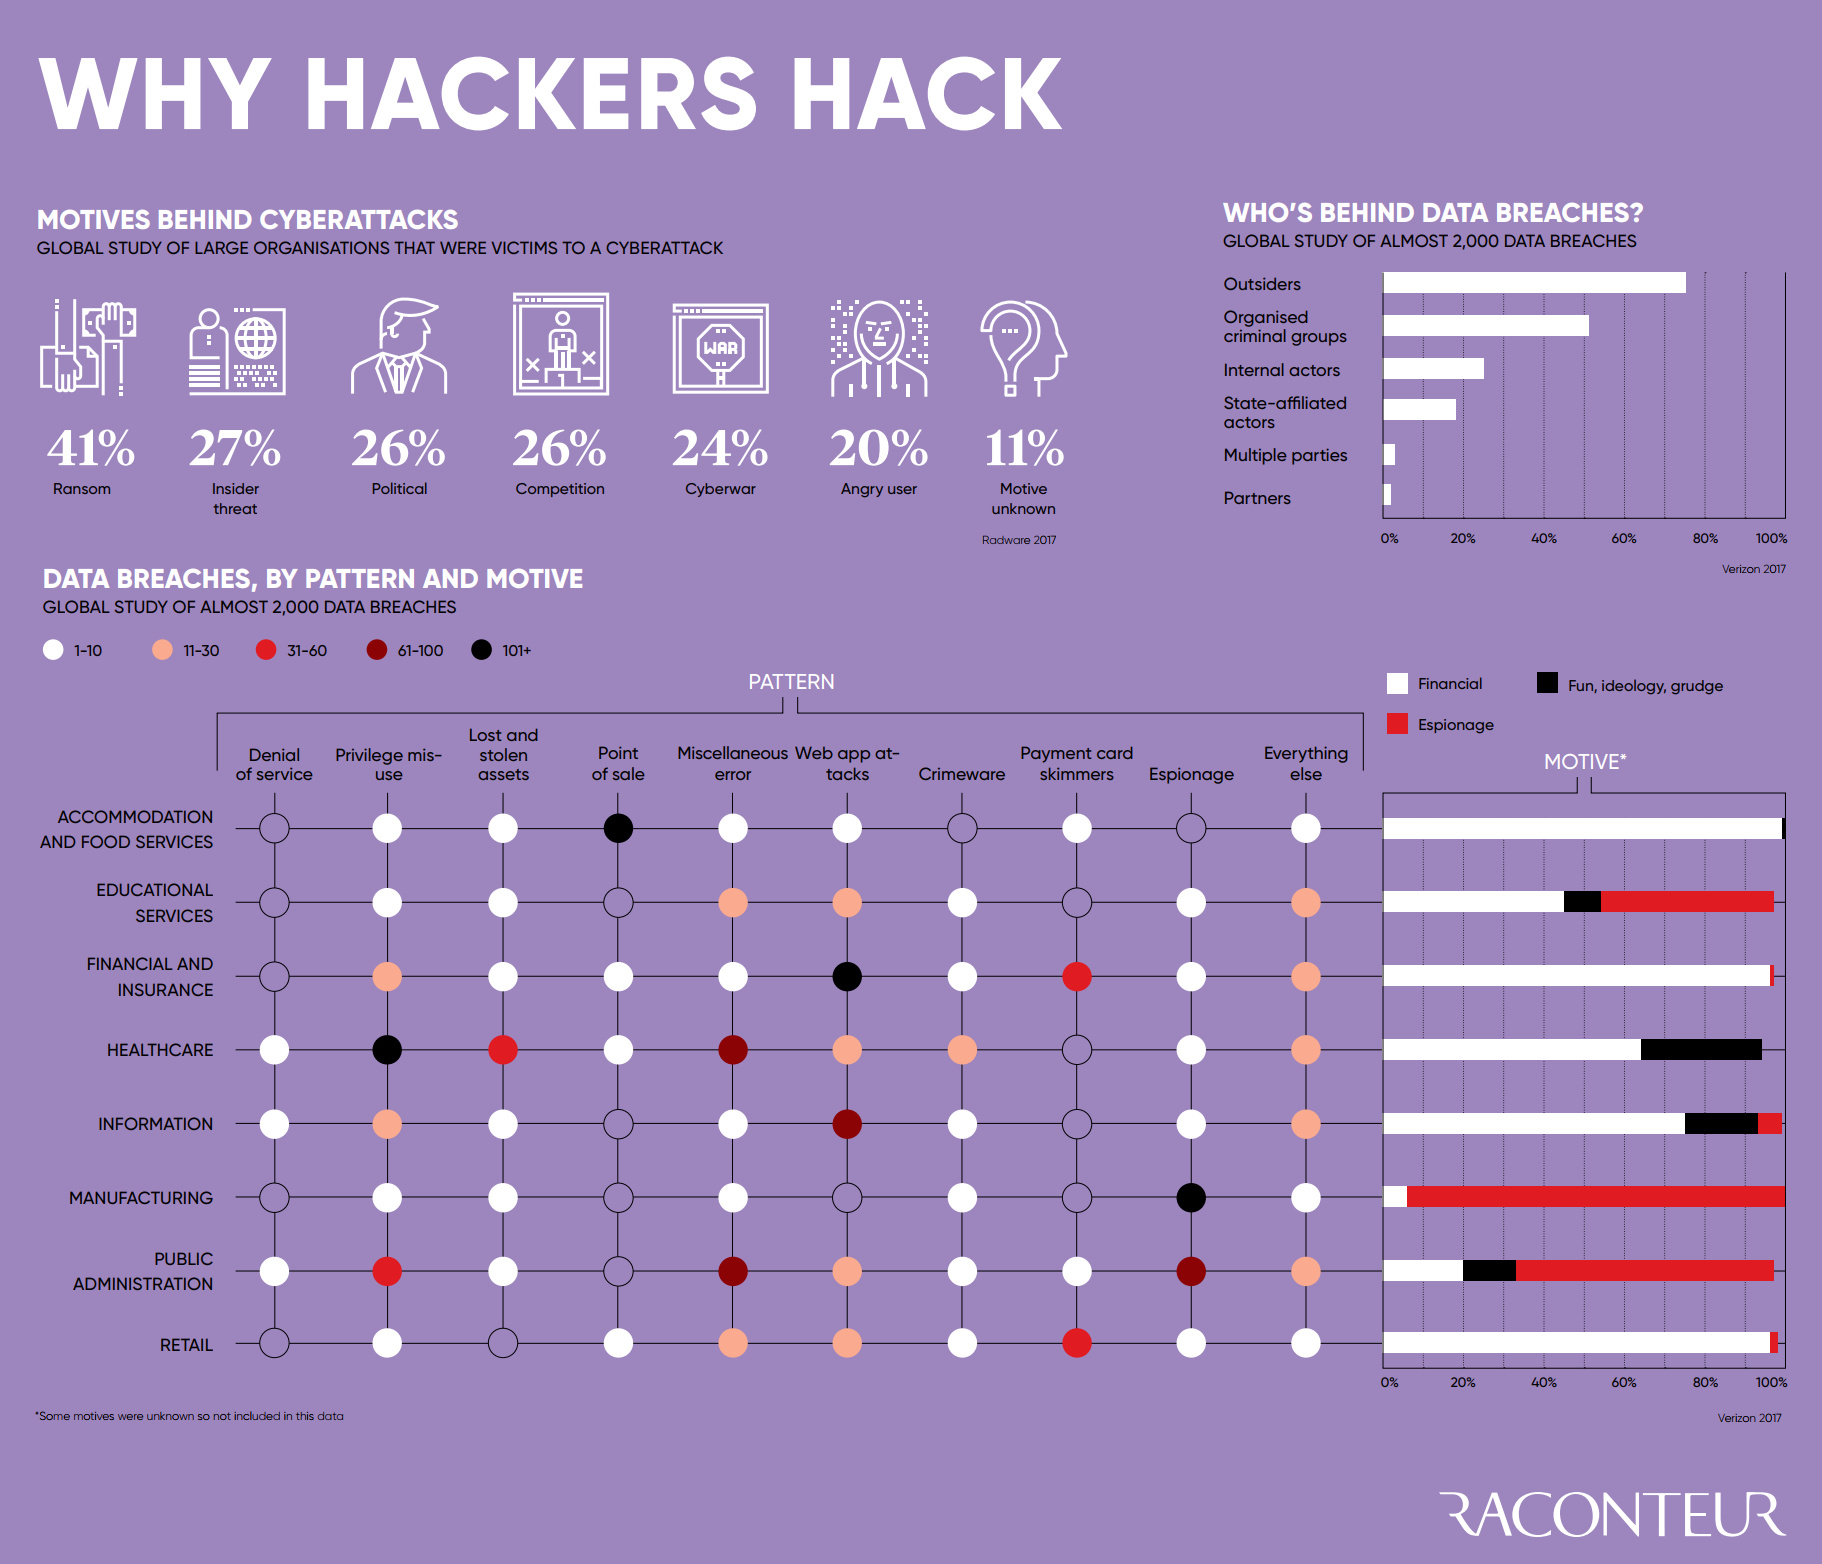 WHY HACKERS HACK
MOTIVES BEHIND CYBERATTACKS
GLOBAL STUDY OF LARGE ORGANISATIONS THAT WERE VICTIMS TO A CYBERATTACK
WAR
41%
Ransom
27%
Insider
threat
26%
Political
26%
Competition
24%
Cyberwar
20%
Angry user
11%
Motive
unknown
Radware 2017
WHO'S BEHIND DATA BREACHES?
GLOBAL STUDY OF ALMOST 2,000 DATA BREACHES
Outsiders
Organised
criminal groups
Internal actors
State-affiliated
actors
Multiple parties
Partners
0% 20% 40% 60% 80% 100%
Verizon 2017
DATA BREACHES, BY PATTERN AND MOTIVE
GLOBAL STUDY OF ALMOST 2,000 DATA BREACHES
1-10 11-30 31-60 61-100 101+
PATTERN
Denial
of service
Privilege mis-
use
Lost and
stolen
assets
Point
of sale
Miscellaneous
error
Web app at-
tacks
Crimeware
Payment card
skimmers
Espionage
Everything
else
Financial
Fun, ideology, grudge
Espionage
MOTIVE*
ACCOMMODATION
AND FOOD SERVICES
EDUCATIONAL
SERVICES
FINANCIAL AND
INSURANCE
HEALTHCARE
INFORMATION
MANUFACTURING
PUBLIC
ADMINISTRATION
RETAIL
0% 20% 40% 60% 80% 100%
*Some motives were unknown so not included in this data
Verizon 2017
RACONTEUR